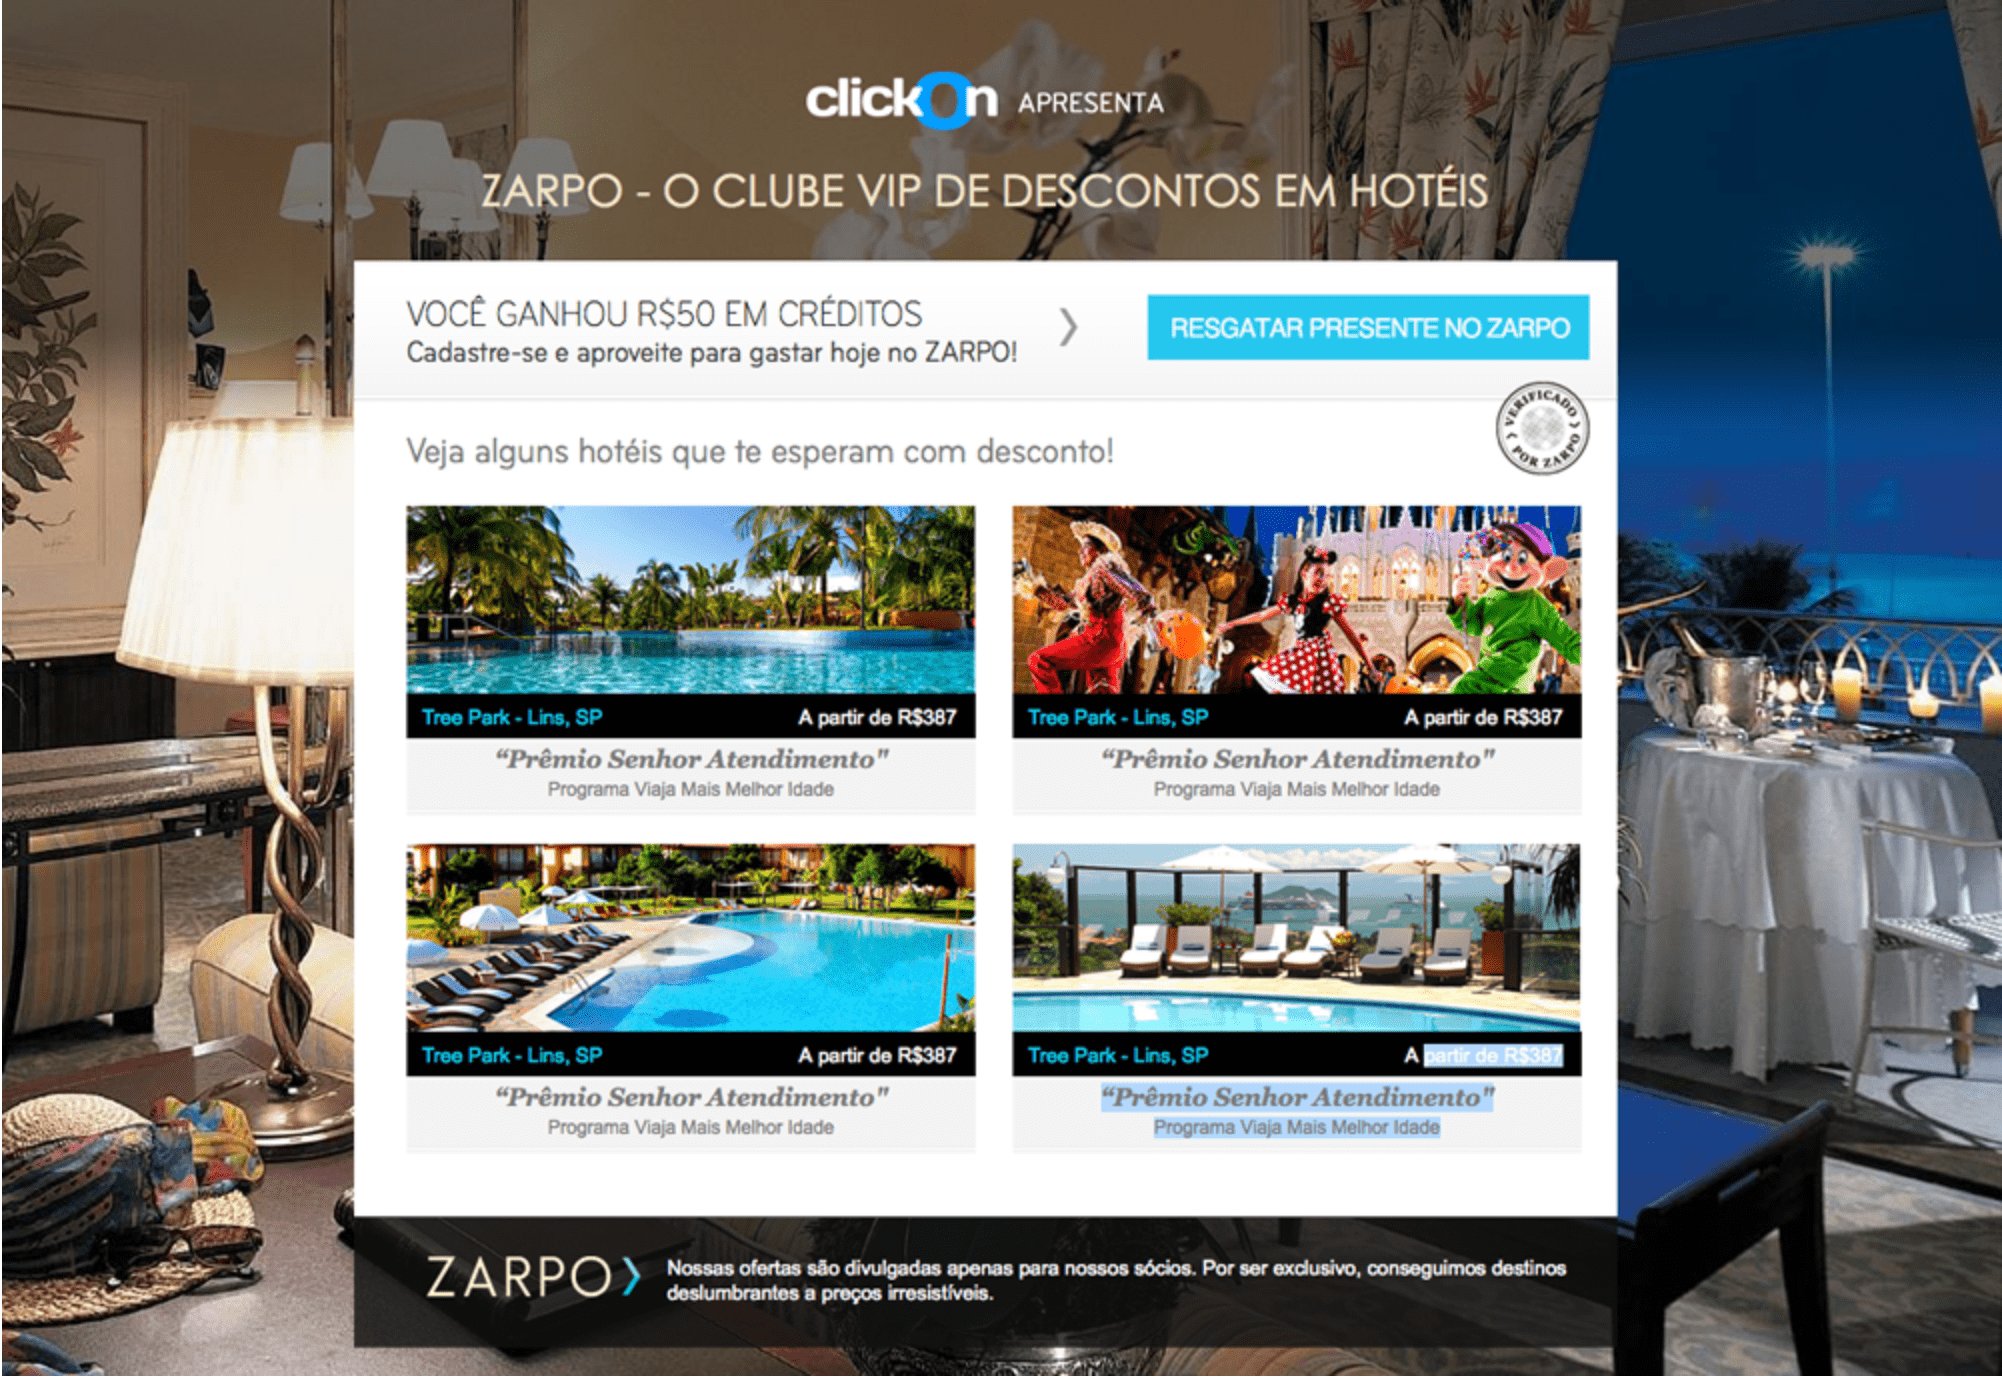 clickOn APRESENTA
ZARPO - O CLUBE VIP DE DESCONTOS EM HOTÉIS
VOCÊ GANHOU R$50 EM CRÉDITOS
Cadastre-se e aproveite para gastar hoje no ZARPO!
RESGATAR PRESENTE NO ZARPO
VERIFICADO
POR ZARPO
Veja alguns hotéis que te esperam com desconto!
Tree Park - Lins, SP A partir de R$387
“Prêmio Senhor Atendimento"
Programa Viaja Mais Melhor Idade
Tree Park - Lins, SP A partir de R$387
“Prêmio Senhor Atendimento"
Programa Viaja Mais Melhor Idade
Tree Park - Lins, SP A partir de R$387
“Prêmio Senhor Atendimento"
Programa Viaja Mais Melhor Idade
Tree Park - Lins, SP A partir de R$387
“Prêmio Senhor Atendimento"
Programa Viaja Mais Melhor Idade
ZARPO
Nossas ofertas são divulgadas apenas para nossos sócios. Por ser exclusivo, conseguimos destinos
deslumbrantes a preços irresistíveis.